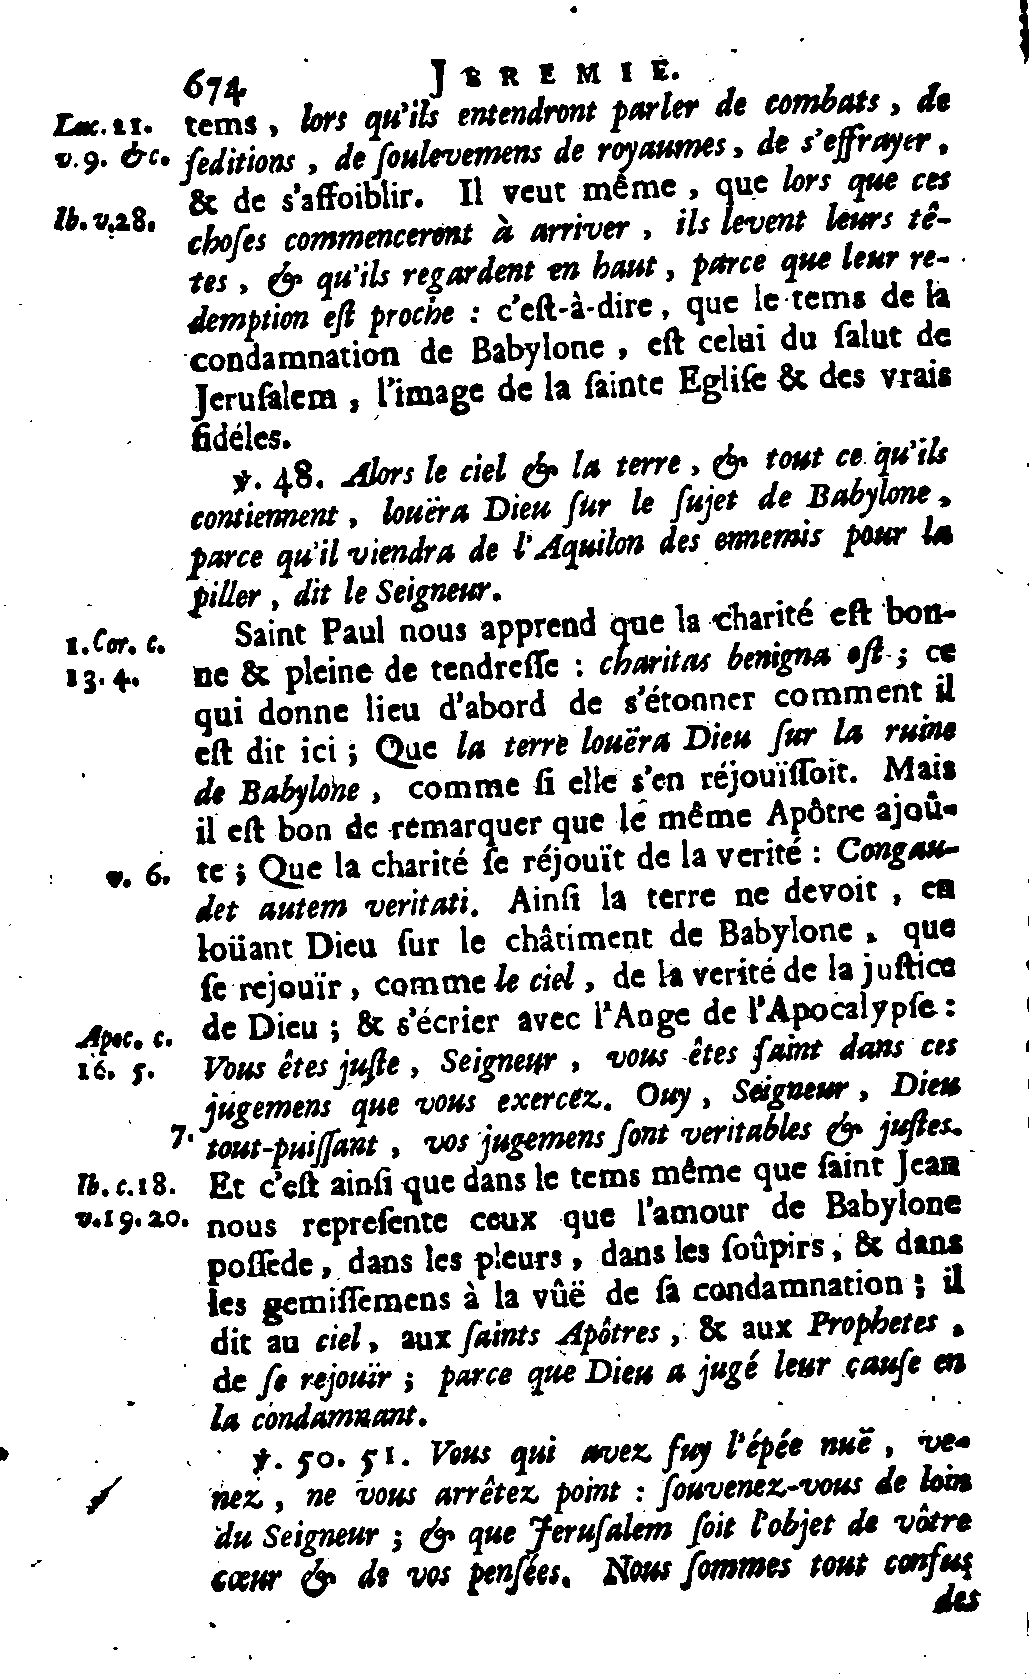 674 JEREMIE.
Luc. 21. tems, lors qu'ils entendront parler de combats, de
v. 9. &c. ſeditions, de ſoulevemens de royaumes, de s'effrayer,
& de s'affoiblir. Il veut même, que lors que ces
Ib. v. 28. choſes commenceront à arriver, ils levent leurs tê-
tes, & qu'ils regardent en haut, parce que leur re-
demption eſt proche : c'eſt-à-dire, que le tems de la
condamnation de Babylone, eſt celui du ſalut de
Jeruſalem, l'image de la ſainte Egliſe & des vrais
fidéles.
℣. 48. Alors le ciel & la terre, & tout ce qu'ils
contiennent, louëra Dieu ſur le ſujet de Babylone,
parce qu'il viendra de l'Aquilon des ennemis pour la
piller, dit le Seigneur.
1. Cor. c. Saint Paul nous apprend que la charité eſt bon-
13. 4. ne & pleine de tendreſſe : charitas benigna eſt ; ce
qui donne lieu d'abord de s'étonner comment il
eſt dit ici ; Que la terre louëra Dieu ſur la ruine
de Babylone, comme ſi elle s'en réjouïſſoit. Mais
il eſt bon de remarquer que le même Apôtre ajoû-
v. 6. te ; Que la charité ſe réjouït de la verité : Congau-
det autem veritati. Ainſi la terre ne devoit, en
loüant Dieu ſur le châtiment de Babylone, que
ſe rejouïr, comme le ciel, de la verité de la juſtice
de Dieu ; & s'écrier avec l'Ange de l'Apocalypſe :
Apoc. c. 
16. 5. Vous êtes juſte, Seigneur, vous êtes ſaint dans ces
jugemens que vous exercez. Ouy, Seigneur, Dieu
7. tout-puiſſant, vos jugemens ſont veritables & juſtes.
Ib. c. 18. Et c'eſt ainſi que dans le tems même que ſaint Jean
v. 19. 20. nous repreſente ceux que l'amour de Babylone
poſſede, dans les pleurs, dans les ſoûpirs, & dans
les gemiſſemens à la vûë de ſa condamnation ; il
dit au ciel, aux ſaints Apôtres, & aux Prophetes,
de ſe rejouïr ; parce que Dieu a jugé leur cauſe en
la condamnant.
℣. 50. 51. Vous qui avez fuy l'épée nuë, ve-
nez, ne vous arrêtez point : ſouvenez-vous de loin
du Seigneur ; & que Jeruſalem ſoit l'objet de vôtre
cœur & de vos penſées. Nous ſommes tout confus
des